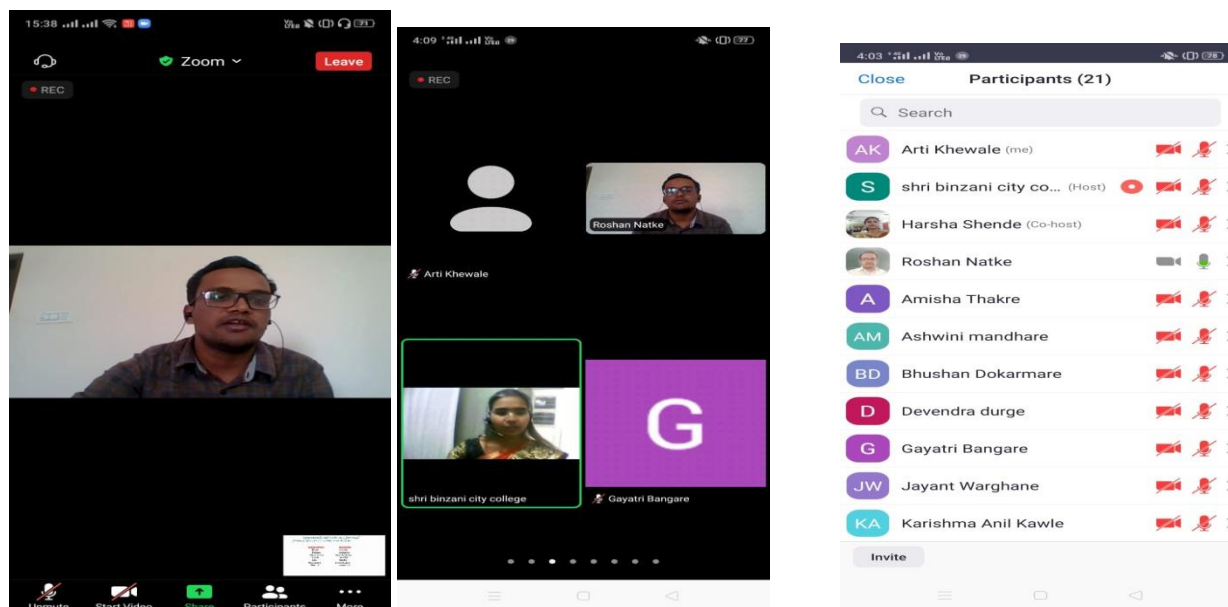 15:38
71
Zoom
Leave
REC
Unmute
Start Video
Share
Participants
More
4:09
77
REC
Roshan Natke
Arti Khewale
shri binzani city college
G
Gayatri Bangare
4:03
78
Close
Participants (21)
Search
AK Arti Khewale (me)
S shri binzani city co... (Host)
Harsha Shende (Co-host)
Roshan Natke
A Amisha Thakre
AM Ashwini mandhare
BD Bhushan Dokarmare
D Devendra durge
G Gayatri Bangare
JW Jayant Warghane
KA Karishma Anil Kawle
Invite